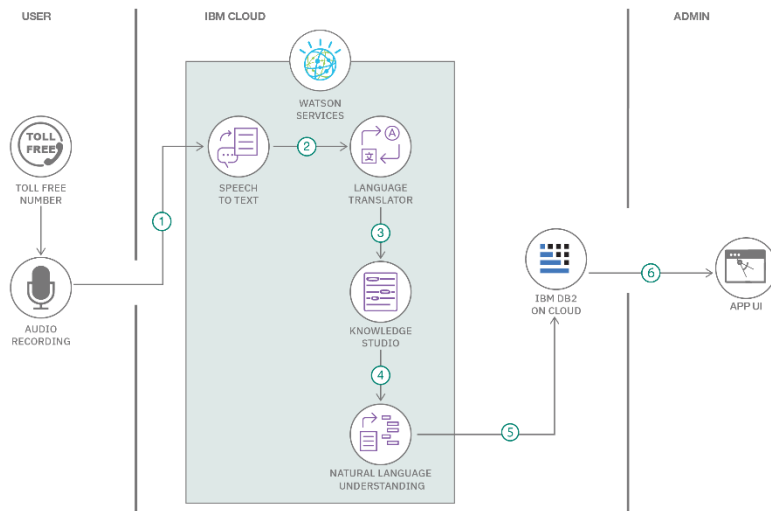 USER
IBM CLOUD
ADMIN
WATSON
SERVICES
TOLL
FREE
TOLL FREE
NUMBER
1
SPEECH
TO TEXT
2
A
文
LANGUAGE
TRANSLATOR
3
AUDIO
RECORDING
KNOWLEDGE
STUDIO
4
NATURAL LANGUAGE
UNDERSTANDING
5
IBM DB2
ON CLOUD
6
APP UI